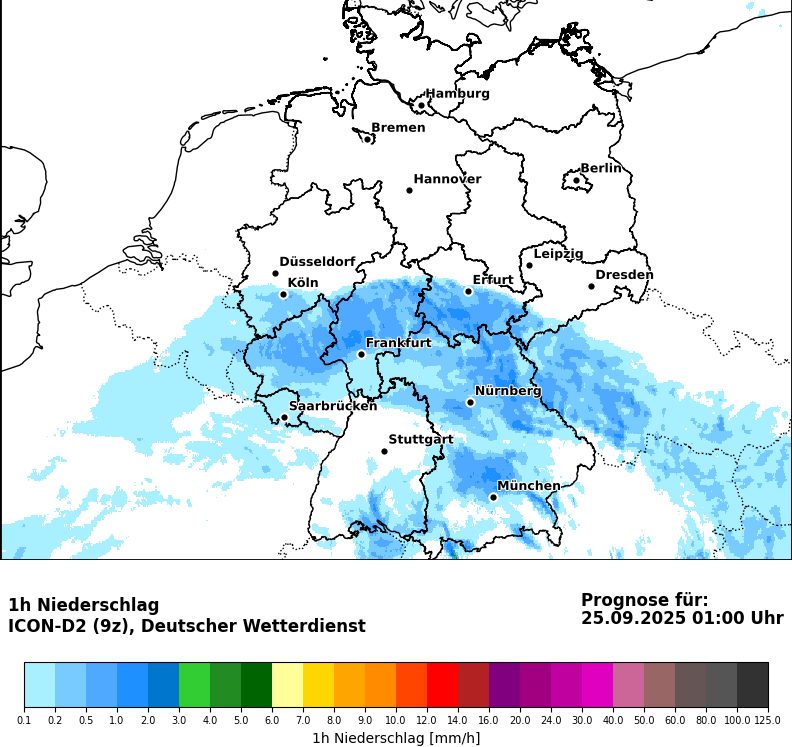 Hamburg
Bremen
Berlin
Hannover
Leipzig
Düsseldorf
Dresden
Köln
Erfurt
Frankfurt
Nürnberg
Saarbrücken
Stuttgart
München
1h Niederschlag
ICON-D2 (9z), Deutscher Wetterdienst
Prognose für:
25.09.2025 01:00 Uhr
0.1 0.2 0.5 1.0 2.0 3.0 4.0 5.0 6.0 7.0 8.0 9.0 10.0 12.0 14.0 16.0 20.0 24.0 30.0 40.0 50.0 60.0 80.0 100.0 125.0
1h Niederschlag [mm/h]